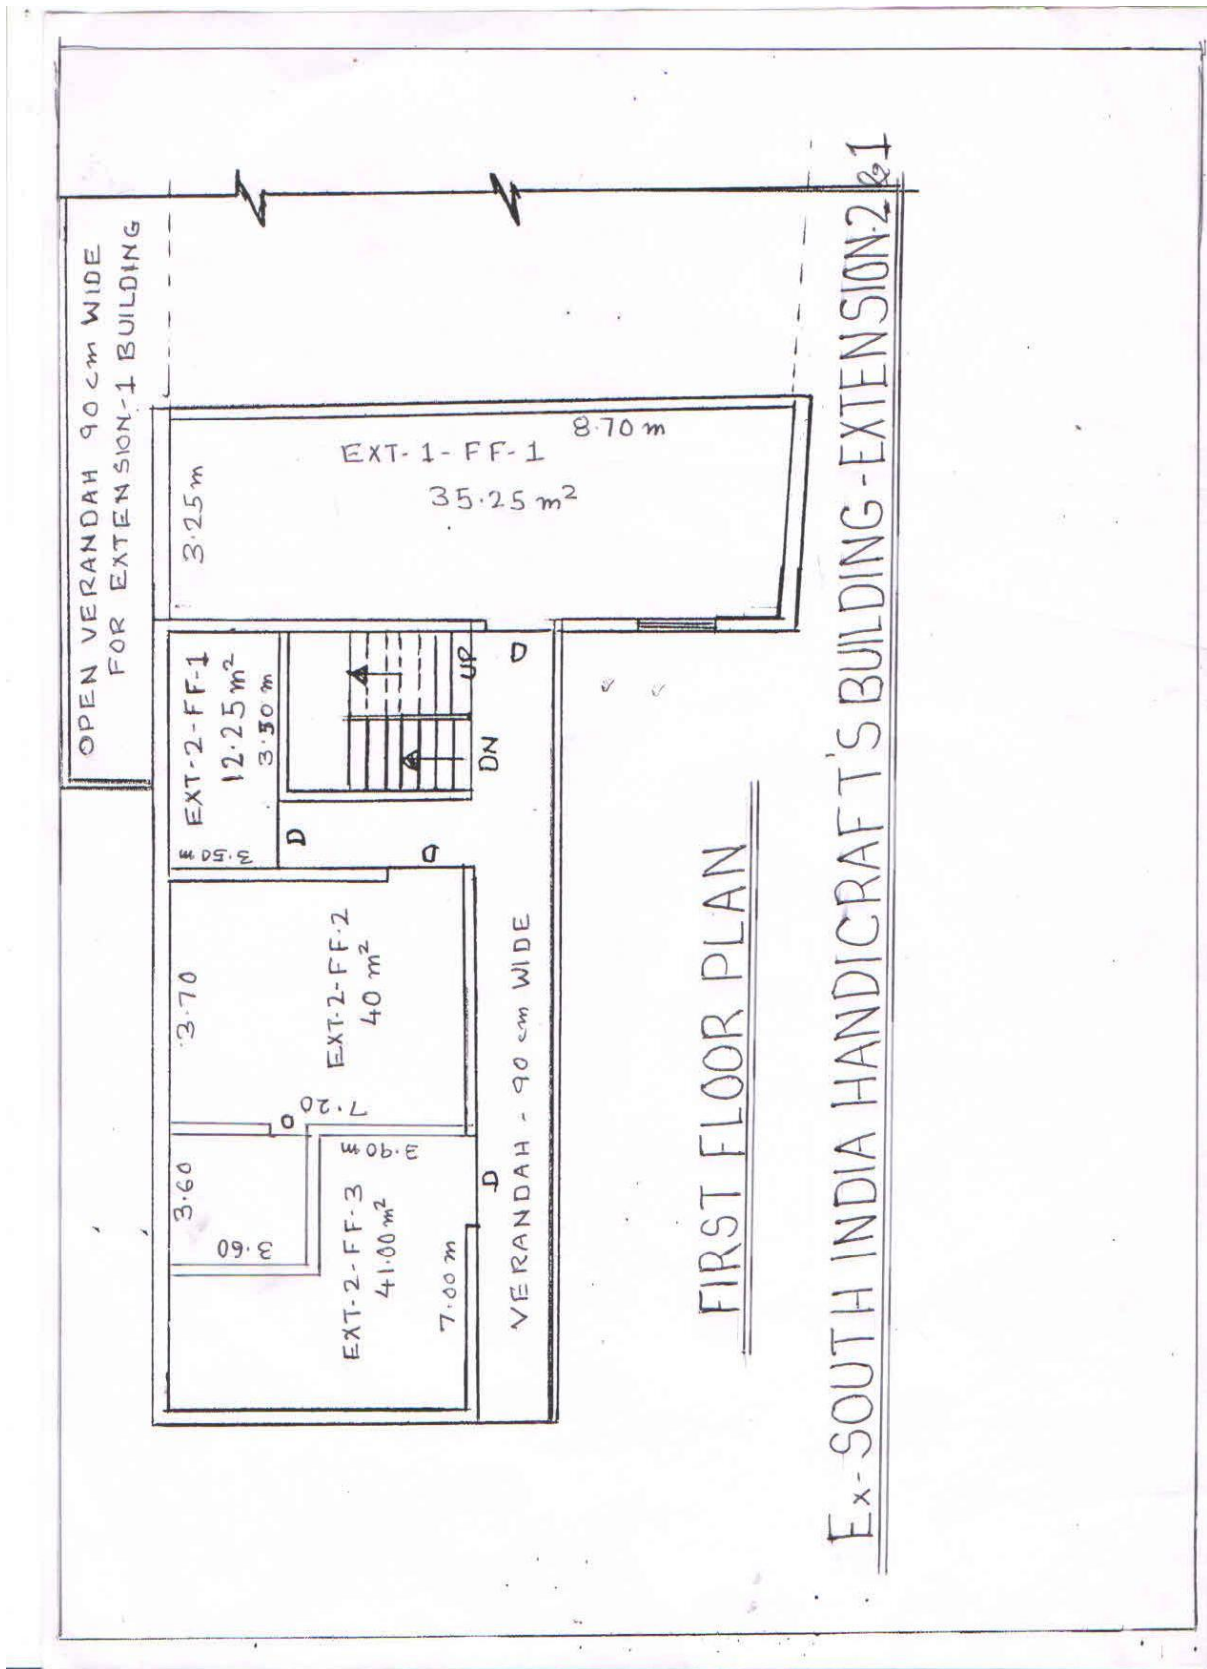 OPEN VERANDAH 90 cm WIDE
FOR EXTENSION-1 BUILDING
3.60
3.60
3.70
7.20
EXT-2-FF-2
40 m²
D
3.90 m
EXT-2-FF-3
41.00 m²
7.00 m
D
EXT-2-FF-1
12.25 m²
3.50 m
3.50 m
D
D
UP
DN
D
3.25 m
EXT-1-FF-1
35.25 m²
8.70 m
VERANDAH - 90 cm WIDE
FIRST FLOOR PLAN
Ex-SOUTH INDIA HANDICRAFT'S BUILDING-EXTENSION-2 & 1